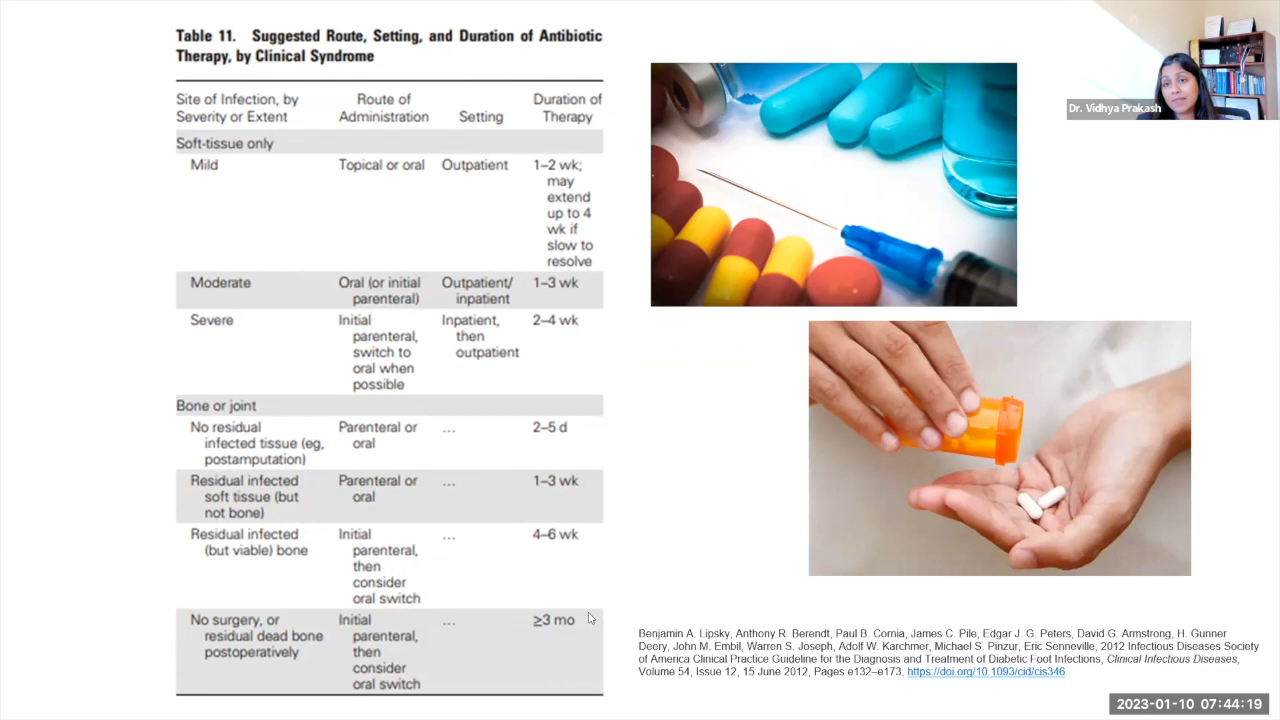 Table 11. Suggested Route, Setting, and Duration of Antibiotic
Therapy, by Clinical Syndrome
Site of Infection, by Severity or Extent
Route of Administration
Setting
Duration of Therapy
Soft-tissue only
Mild
Topical or oral
Outpatient
1–2 wk;
may
extend
up to 4
wk if
slow to
resolve
Moderate
Oral (or initial
parenteral)
Outpatient/
inpatient
1–3 wk
Severe
Initial
parenteral,
switch to
oral when
possible
Inpatient,
then
outpatient
2–4 wk
Bone or joint
No residual
infected tissue (eg,
postamputation)
Parenteral or
oral
...
2–5 d
Residual infected
soft tissue (but
not bone)
Parenteral or
oral
...
1–3 wk
Residual infected
(but viable) bone
Initial
parenteral,
then
consider
oral switch
...
4–6 wk
No surgery, or
residual dead bone
postoperatively
Initial
parenteral,
then
consider
oral switch
...
≥3 mo
Dr. Vidhya Prakash
Benjamin A. Lipsky, Anthony R. Berendt, Paul B. Cornia, James C. Pile, Edgar J. G. Peters, David G. Armstrong, H. Gunner
Deery, John M. Embil, Warren S. Joseph, Adolf W. Karchmer, Michael S. Pinzur, Eric Senneville, 2012 Infectious Diseases Society
of America Clinical Practice Guideline for the Diagnosis and Treatment of Diabetic Foot Infections, Clinical Infectious Diseases,
Volume 54, Issue 12, 15 June 2012, Pages e132–e173, https://doi.org/10.1093/cid/cis346
2023-01-10 07:44:19